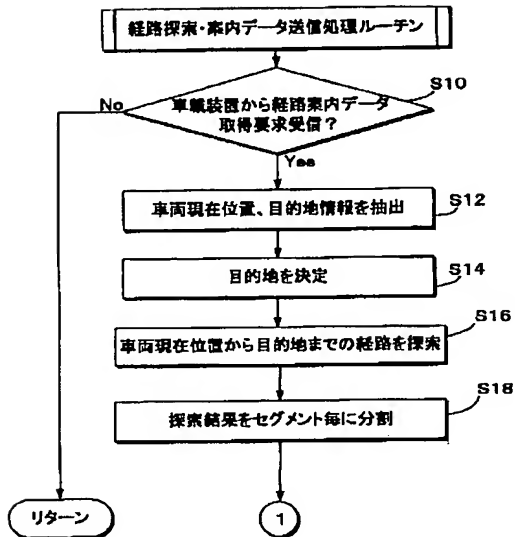 経路探索・案内データ送信処理ルーチン
S10
No
車載装置から経路案内データ
取得要求受信？
Yes
車両現在位置、目的地情報を抽出
S12
目的地を決定
S14
車両現在位置から目的地までの経路を探索
S16
探索結果をセグメント毎に分割
S18
リターン
1